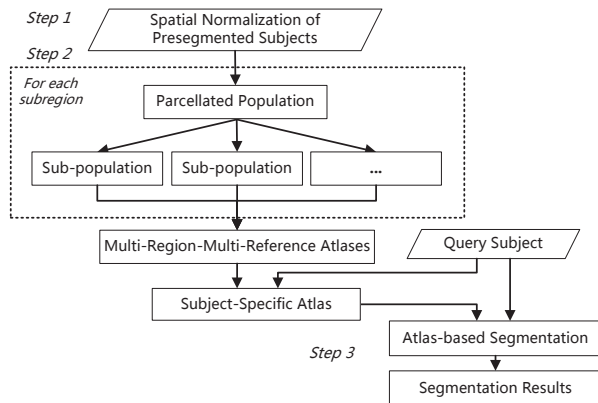 Step 1
Spatial Normalization of
Presegmented Subjects
Step 2
For each
subregion
Parcellated Population
Sub-population
Sub-population
...
Multi-Region-Multi-Reference Atlases
Query Subject
Subject-Specific Atlas
Atlas-based Segmentation
Step 3
Segmentation Results